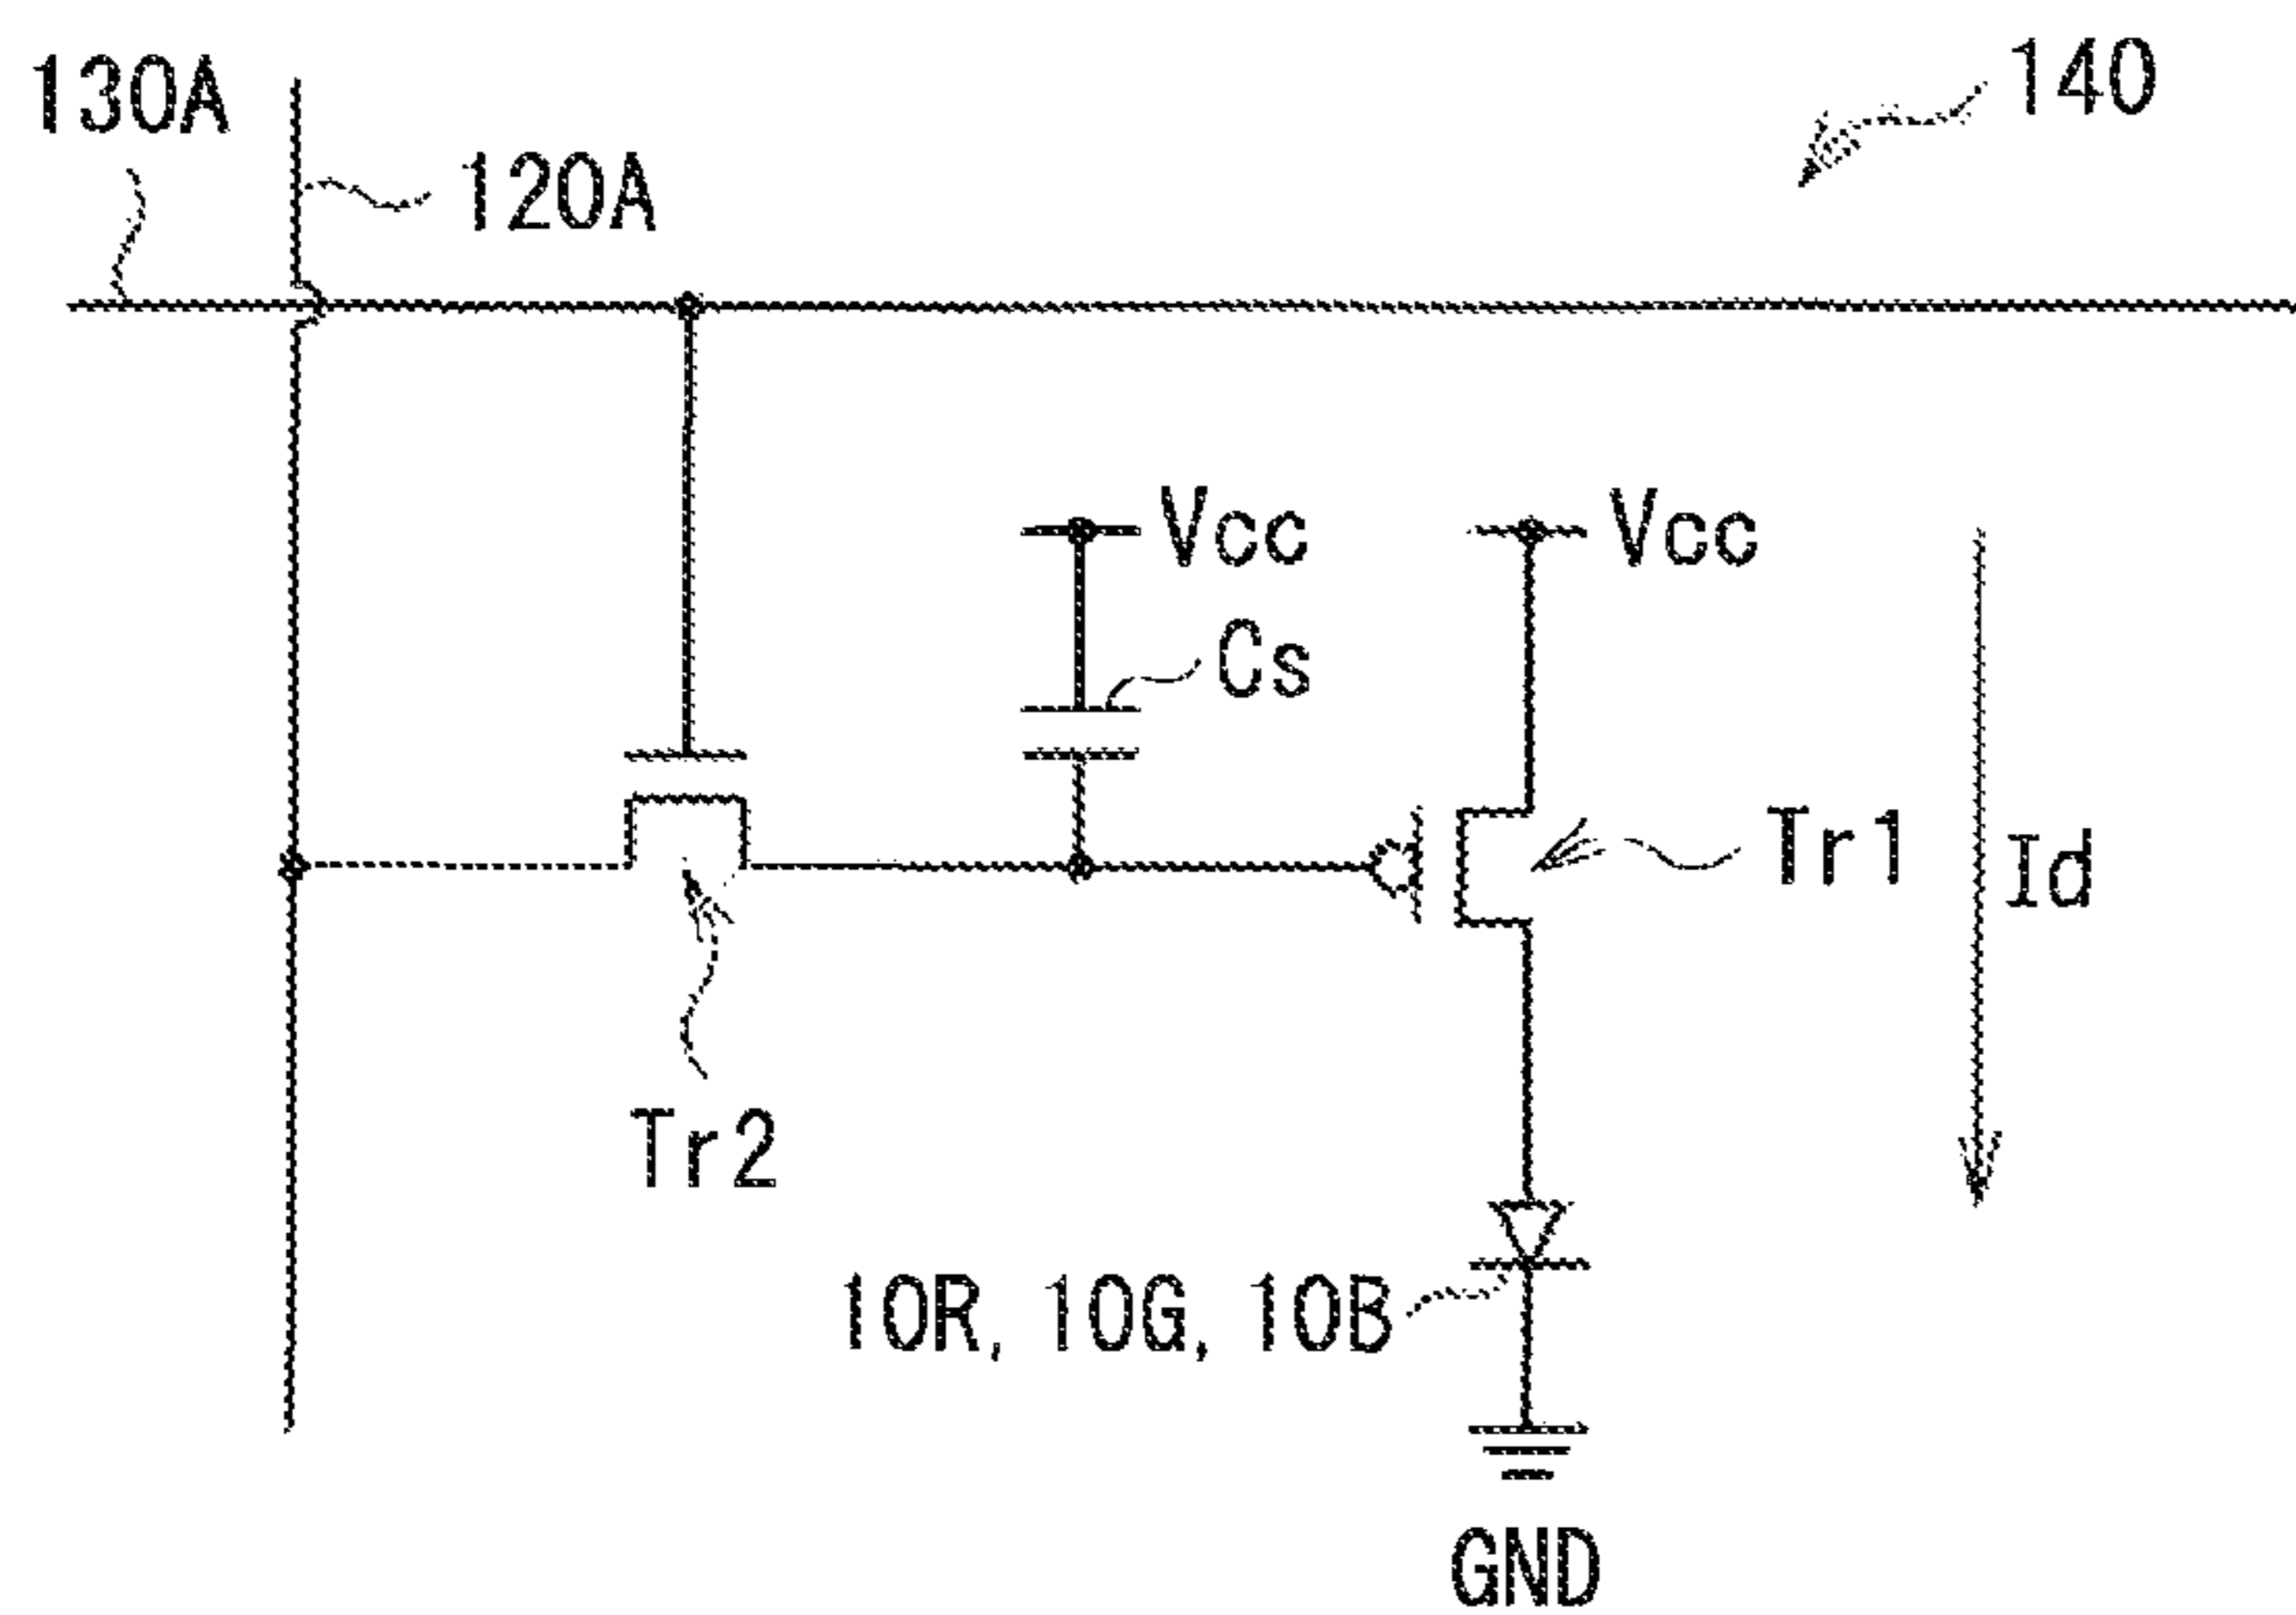 130A
140
120A
Vcc
Vcc
Cs
Tr1
Id
Tr2
10R, 10G, 10B
GND